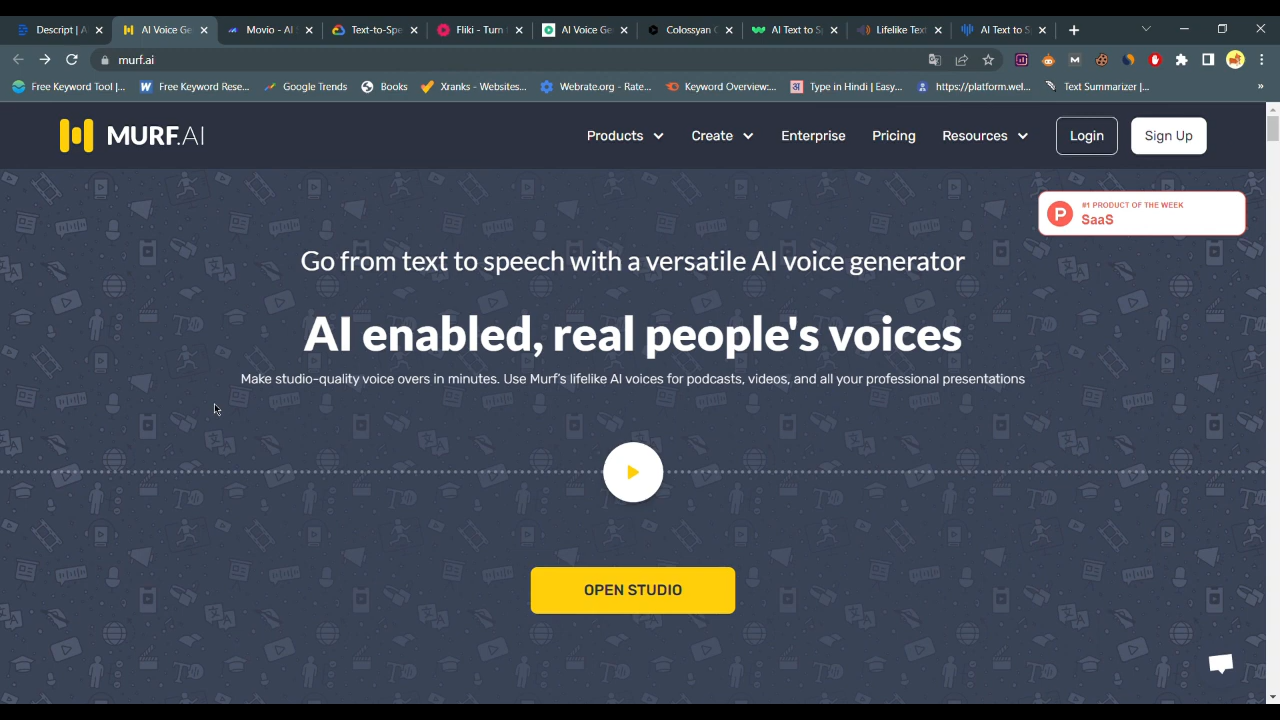 Descript | A
AI Voice Ge
Movio - AI
Text-to-Spe
Fliki - Turn
AI Voice Ge
Colossyan C
AI Text to S
Lifelike Text
AI Text to S
murf.ai
Free Keyword Tool |...
Free Keyword Rese...
Google Trends
Books
Xranks - Websites...
Webrate.org - Rate...
Keyword Overview:...
Type in Hindi | Easy...
https://platform.wel...
Text Summarizer |...
»
MURF.AI
Products
Create
Enterprise
Pricing
Resources
Login
Sign Up
P
#1 PRODUCT OF THE WEEK
SaaS
Go from text to speech with a versatile AI voice generator
AI enabled, real people's voices
Make studio-quality voice overs in minutes. Use Murf's lifelike AI voices for podcasts, videos, and all your professional presentations
OPEN STUDIO